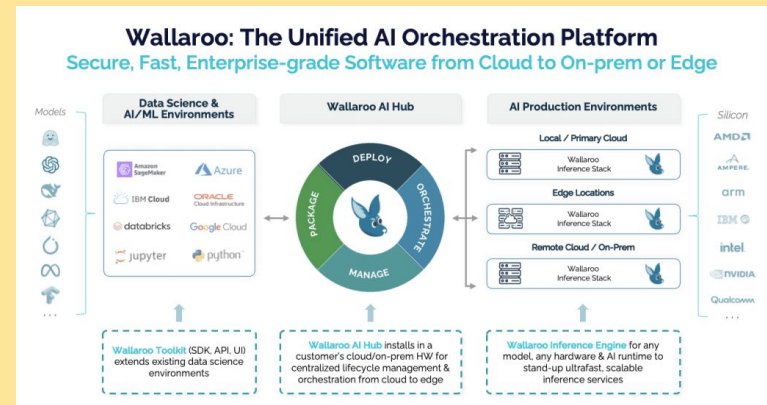 Wallaroo: The Unified AI Orchestration Platform
Secure, Fast, Enterprise-grade Software from Cloud to On-prem or Edge
Models
Data Science &
AI/ML Environments
Wallaroo AI Hub
AI Production Environments
Silicon
Amazon
SageMaker
Azure
IBM Cloud
ORACLE
Cloud Infrastructure
databricks
Google Cloud
jupyter
python
DEPLOY
ORCHESTRATE
MANAGE
PACKAGE
Local / Primary Cloud
Wallaroo
Inference Stack
Edge Locations
Wallaroo
Inference Stack
Remote Cloud / On-Prem
Wallaroo
Inference Stack
AMD
AMPERE.
arm
IBM
intel
NVIDIA
Qualcomm
...
...
Wallaroo Toolkit (SDK, API, UI)
extends existing data science
environments
Wallaroo AI Hub installs in a
customer's cloud/on-prem HW for
centralized lifecycle management &
orchestration from cloud to edge
Wallaroo Inference Engine for any
model, any hardware & AI runtime to
stand-up ultrafast, scalable
inference services